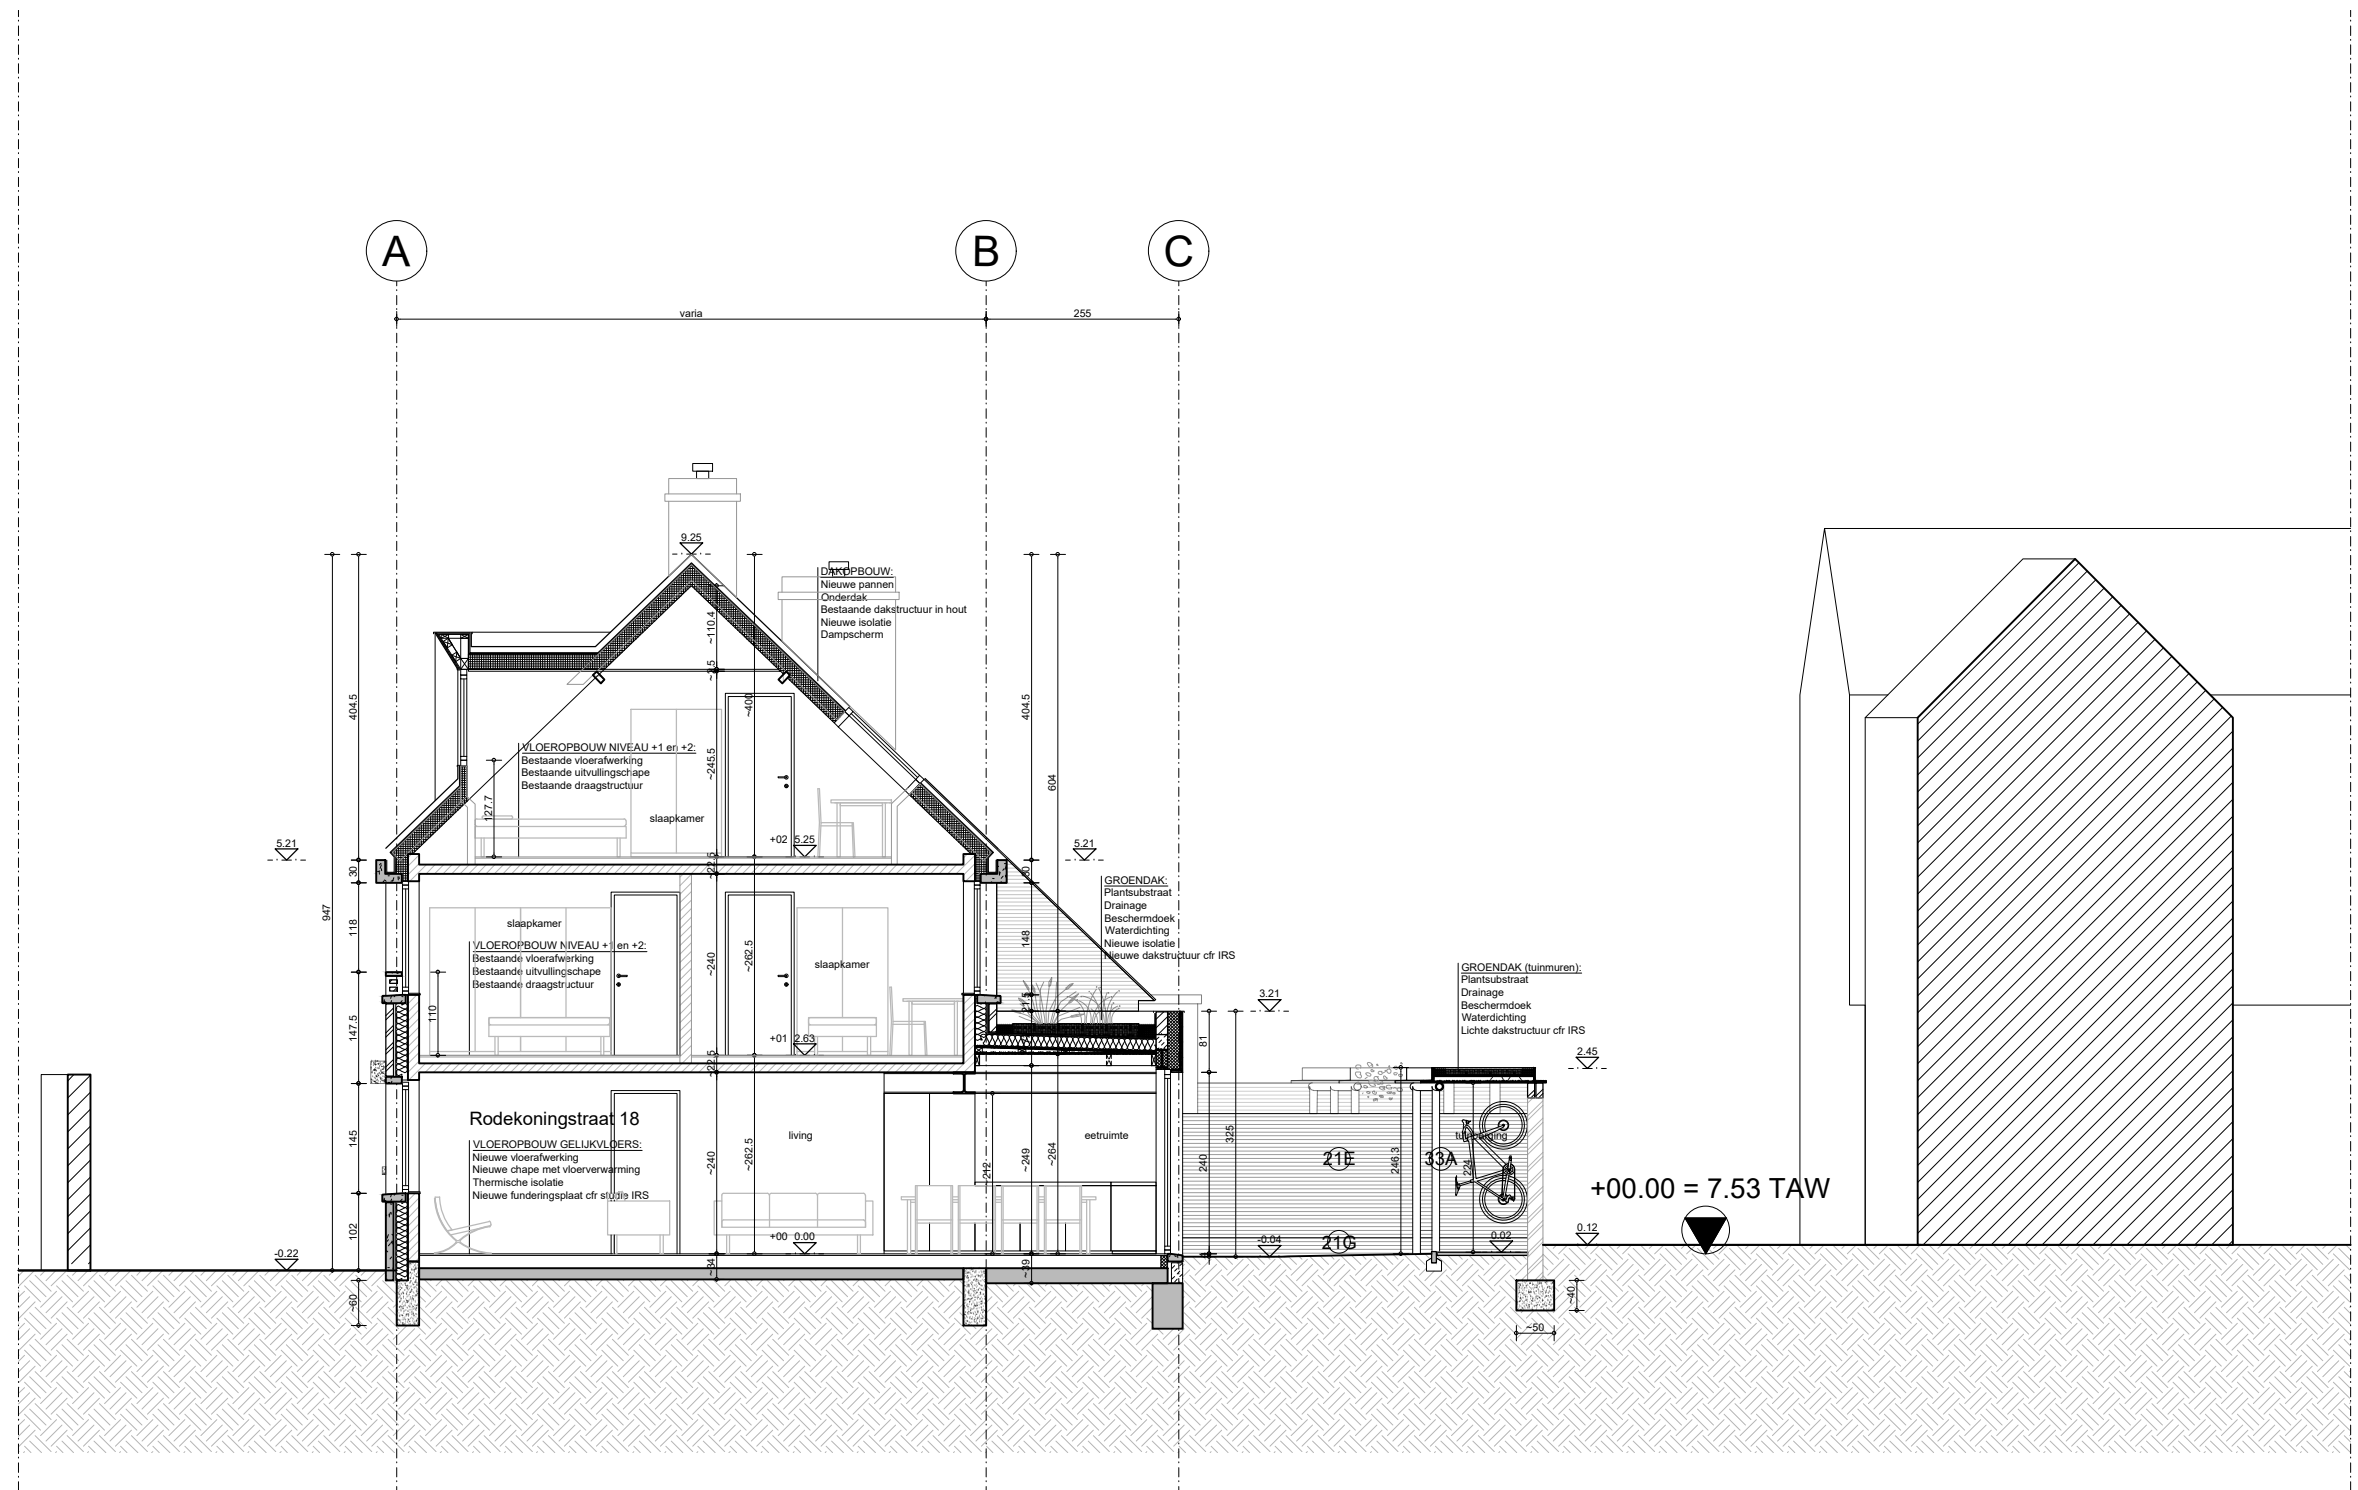 A
B
C
varia
255
9.25
DAKOPBOUW:
Nieuwe pannen
Onderdak
Bestaande dakstructuur in hout
Nieuwe isolatie
Dampscherm
~110.4
404.5
~400
404.5
~245.5
604
VLOEROPBOUW NIVEAU +1 en +2:
Bestaande vloerafwerking
Bestaande uitvullingschape
Bestaande draagstructuur
127.7
slaapkamer
+02 5.25
5.21
5.21
30
~22.5
GROENDAK:
Plantsubstraat
Drainage
Beschermdoek
Waterdichting
Nieuwe isolatie
Nieuwe dakstructuur cfr IRS
947
118
slaapkamer
VLOEROPBOUW NIVEAU +1 en +2:
Bestaande vloerafwerking
Bestaande uitvullingschape
Bestaande draagstructuur
~240
~262.5
slaapkamer
148
GROENDAK (tuinmuren):
Plantsubstraat
Drainage
Beschermdoek
Waterdichting
Lichte dakstructuur cfr IRS
3.21
110
147.5
+01 2.63
~22.5
81
2.45
Rodekoningstraat 18
VLOEROPBOUW GELIJKVLOERS:
Nieuwe vloerafwerking
Nieuwe chape met vloerverwarming
Thermische isolatie
Nieuwe funderingsplaat cfr studie IRS
145
~240
~262.5
living
eetruimte
212
~249
~264
240
325
21E
246.3
33A
224
tuinberging
+00.00 = 7.53 TAW
102
+00 0.00
-0.22
-0.04
21G
0.02
0.12
~34
~39
~60
~40
~50